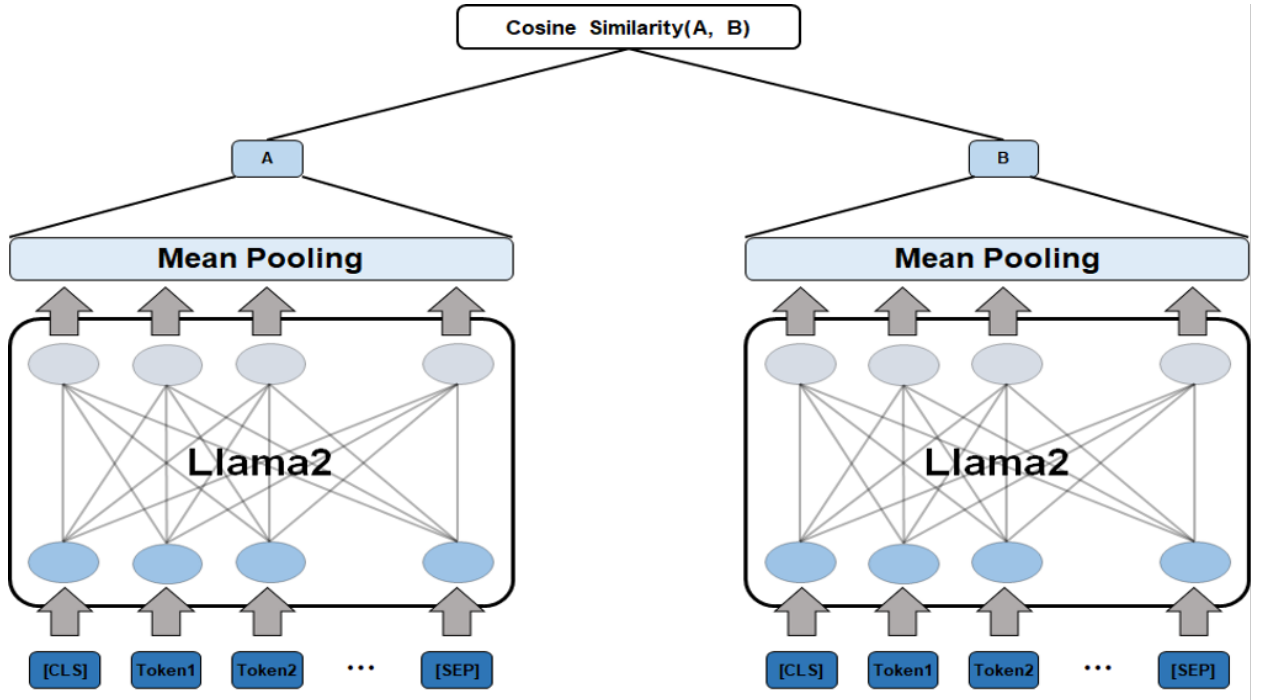 Cosine Similarity(A, B)
A
B
Mean Pooling
Mean Pooling
Llama2
Llama2
[CLS] Token1 Token2 ... [SEP]
[CLS] Token1 Token2 ... [SEP]